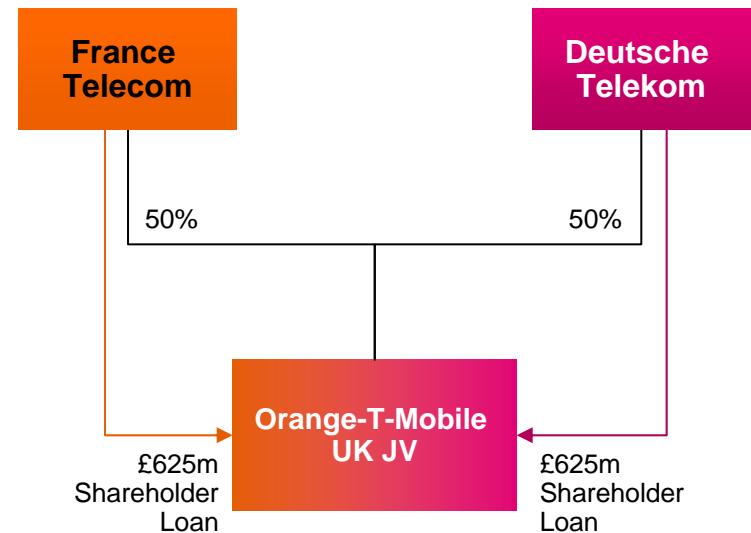 France
Telecom
Deutsche
Telekom
50%
50%
Orange-T-Mobile
UK JV
£625m
Shareholder
Loan
£625m
Shareholder
Loan